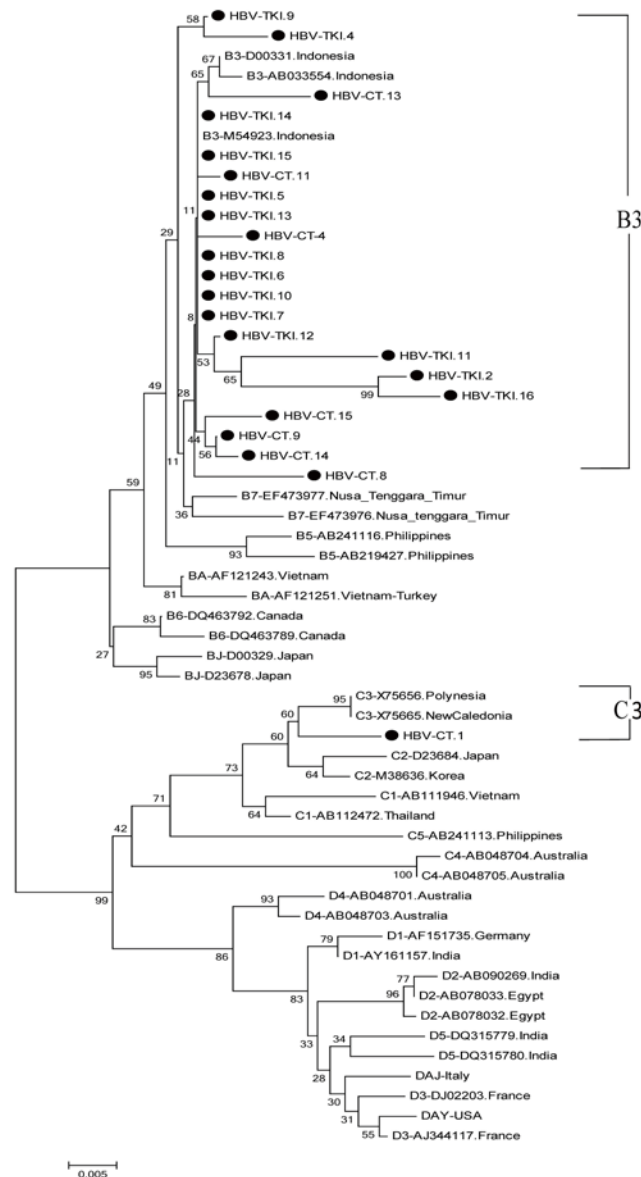 58
HBV-TKI.9
HBV-TKI.4
67
B3-D00331.Indonesia
65
B3-AB033554.Indonesia
HBV-CT.13
HBV-TKI.14
B3-M54923.Indonesia
HBV-TKI.15
HBV-CT.11
HBV-TKI.5
11
HBV-TKI.13
B3
29
HBV-CT-4
HBV-TKI.8
HBV-TKI.6
HBV-TKI.10
8
HBV-TKI.7
HBV-TKI.12
53
HBV-TKI.11
65
HBV-TKI.2
49
99
HBV-TKI.16
28
HBV-CT.15
44
HBV-CT.9
56
HBV-CT.14
11
HBV-CT.8
59
B7-EF473977.Nusa_Tenggara_Timur
36
B7-EF473976.Nusa_tenggara_Timur
B5-AB241116.Philippines
93
B5-AB219427.Philippines
BA-AF121243.Vietnam
81
BA-AF121251.Vietnam-Turkey
83
B6-DQ463792.Canada
B6-DQ463789.Canada
27
BJ-D00329.Japan
95
BJ-D23678.Japan
95
C3-X75656.Polynesia
60
C3-X75665.NewCaledonia
C3
60
HBV-CT.1
C2-D23684.Japan
73
64
C2-M38636.Korea
C1-AB111946.Vietnam
71
64
C1-AB112472.Thailand
42
C5-AB241113.Philippines
C4-AB048704.Australia
100
C4-AB048705.Australia
99
93
D4-AB048701.Australia
D4-AB048703.Australia
79
D1-AF151735.Germany
86
D1-AY161157.India
77
D2-AB090269.India
83
96
D2-AB078033.Egypt
D2-AB078032.Egypt
33
34
D5-DQ315779.India
D5-DQ315780.India
28
DAJ-Italy
30
D3-DJ02203.France
31
DAY-USA
55
D3-AJ344117.France
0.005